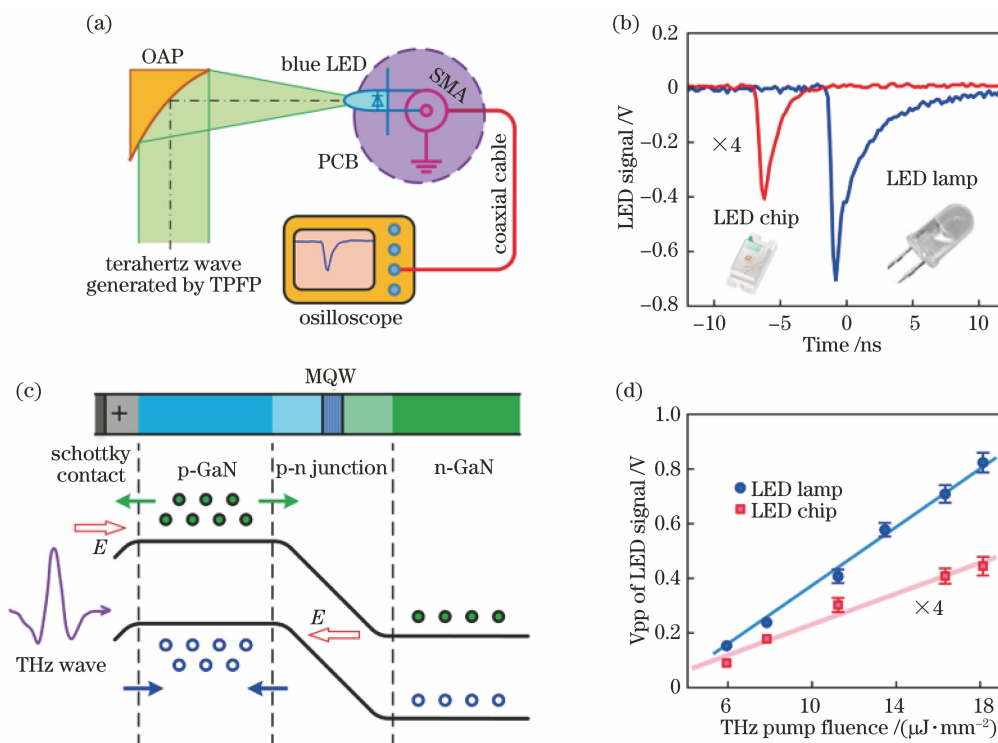 (a)
OAP
blue LED
SMA
PCB
coaxial cable
terahertz wave
generated by TPFP
osilloscope
(b)
0.2
0
−0.2
−0.4
−0.6
−0.8
LED signal /V
×4
LED chip
LED lamp
−10
−5
0
5
10
Time /ns
(c)
MQW
+
schottky
contact
p-GaN
p-n junction
n-GaN
E
E
THz wave
(d)
1.0
0.8
0.6
0.4
0.2
0
Vpp of LED signal /V
LED lamp
LED chip
×4
6
10
14
18
THz pump fluence /(μJ·mm−2)